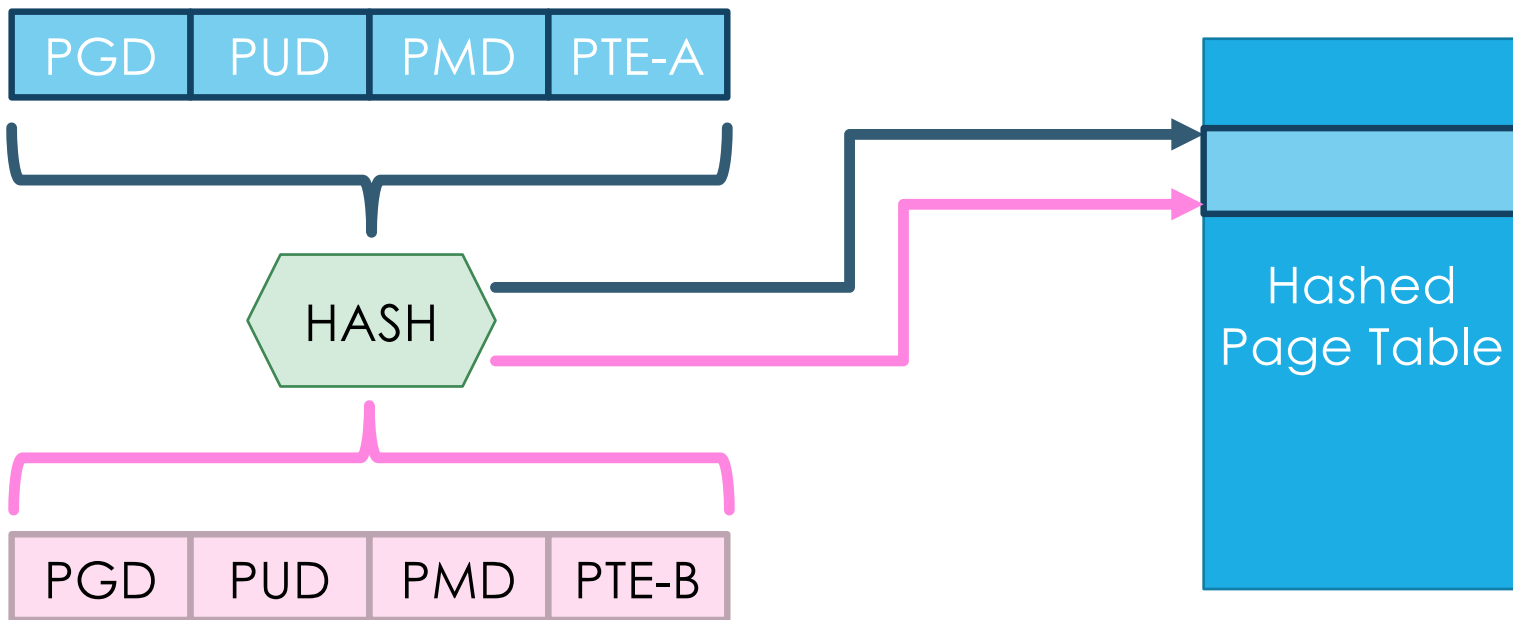 PGD PUD PMD PTE-A
HASH
Hashed
Page Table
PGD PUD PMD PTE-B